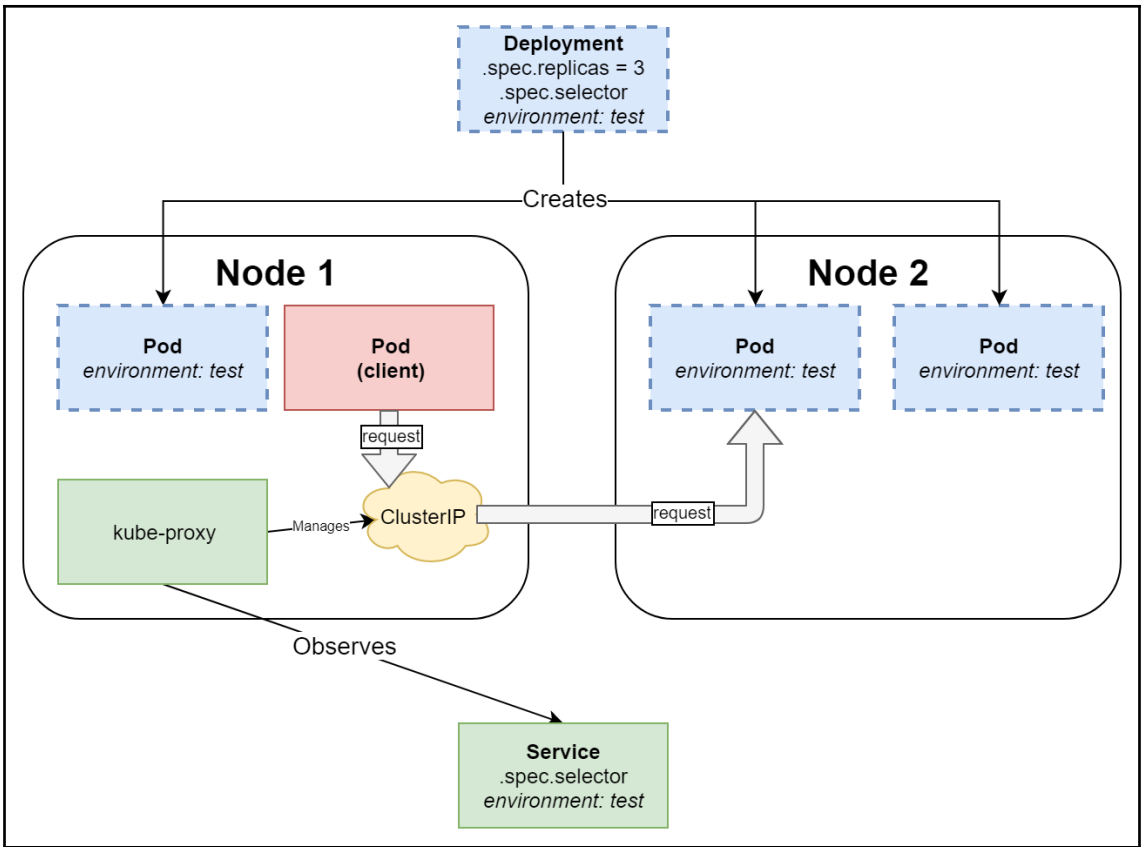 Deployment
.spec.replicas = 3
.spec.selector
environment: test
Creates
Node 1
Node 2
Pod
environment: test
Pod
(client)
Pod
environment: test
Pod
environment: test
request
kube-proxy
Manages
ClusterIP
request
Observes
Service
.spec.selector
environment: test